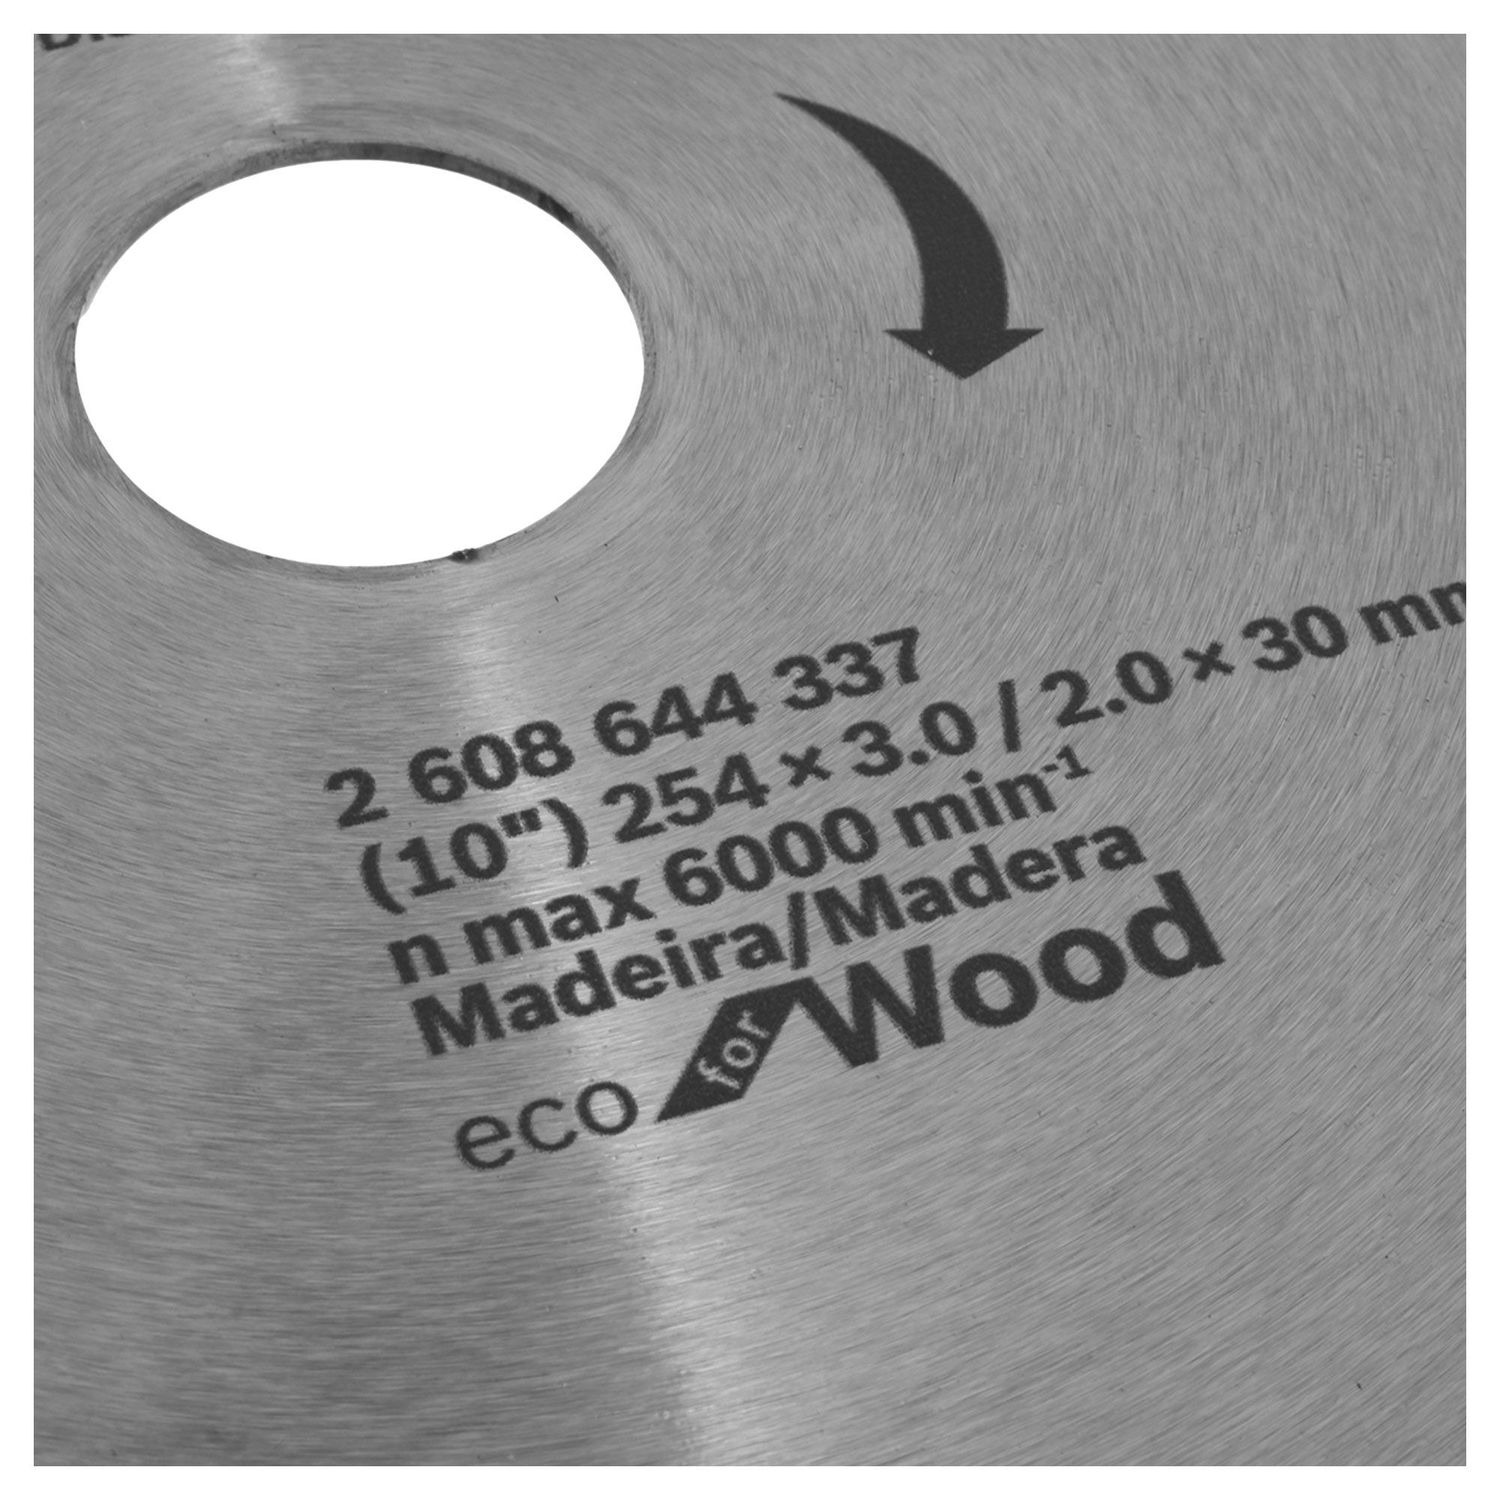 2 608 644 337
(10") 254 × 3.0 / 2.0 × 30 mm
n max 6000 min⁻¹
Madeira/Madera
eco for Wood